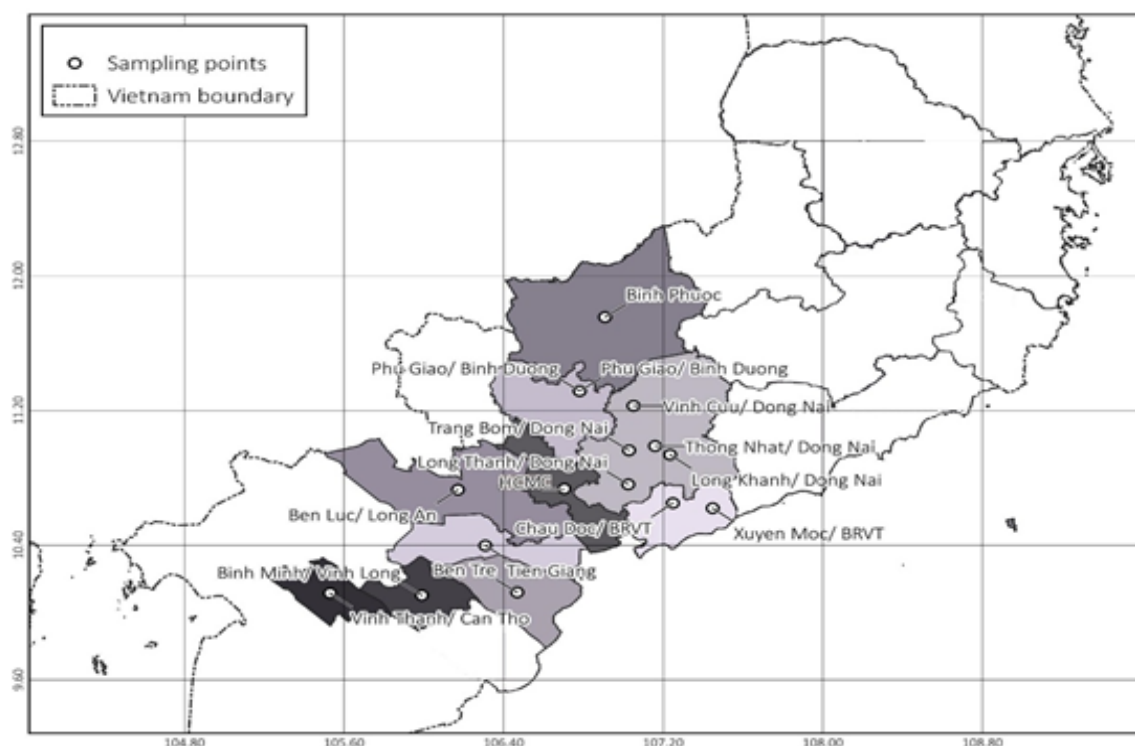 Sampling points
Vietnam boundary
12.80
12.00
11.20
10.40
9.60
Binh Phuoc
Phu Giao/ Binh Duong
Phu Giao/ Binh Duong
Vinh Cuu/ Dong Nai
Trang Bom/ Dong Nai
Thong Nhat/ Dong Nai
Long Thanh/ Dong Nai
HCMC
Long Khanh/ Dong Nai
Ben Luc/ Long An
Chau Doc/ BRVT
Xuyen Moc/ BRVT
Binh Minh/ Vinh Long
Ben Tre
Tien Giang
Vinh Thanh/ Can Tho
104.80
105.60
106.40
107.20
108.00
108.80